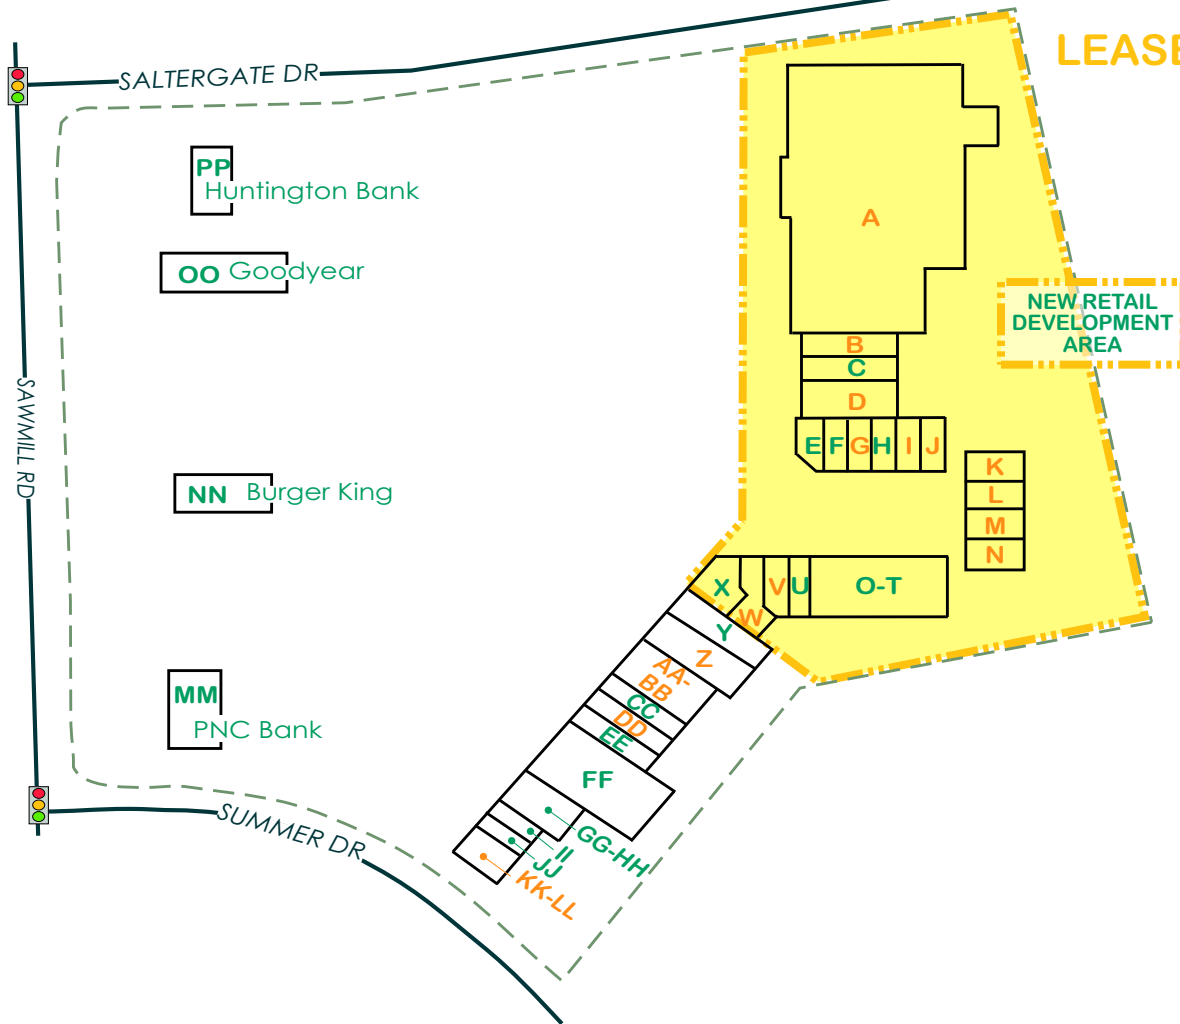 LEASE
SALTERGATE DR
PP
Huntington Bank
OO Goodyear
A
NEW RETAIL
DEVELOPMENT
AREA
B
C
D
E F G H I J
SAWMILL RD
K
L
M
N
NN Burger King
X W V U O-T
Y
Z
AA-
BB
CC
DD
EE
FF
MM
PNC Bank
GG-HH
II
JJ
KK-LL
SUMMER DR